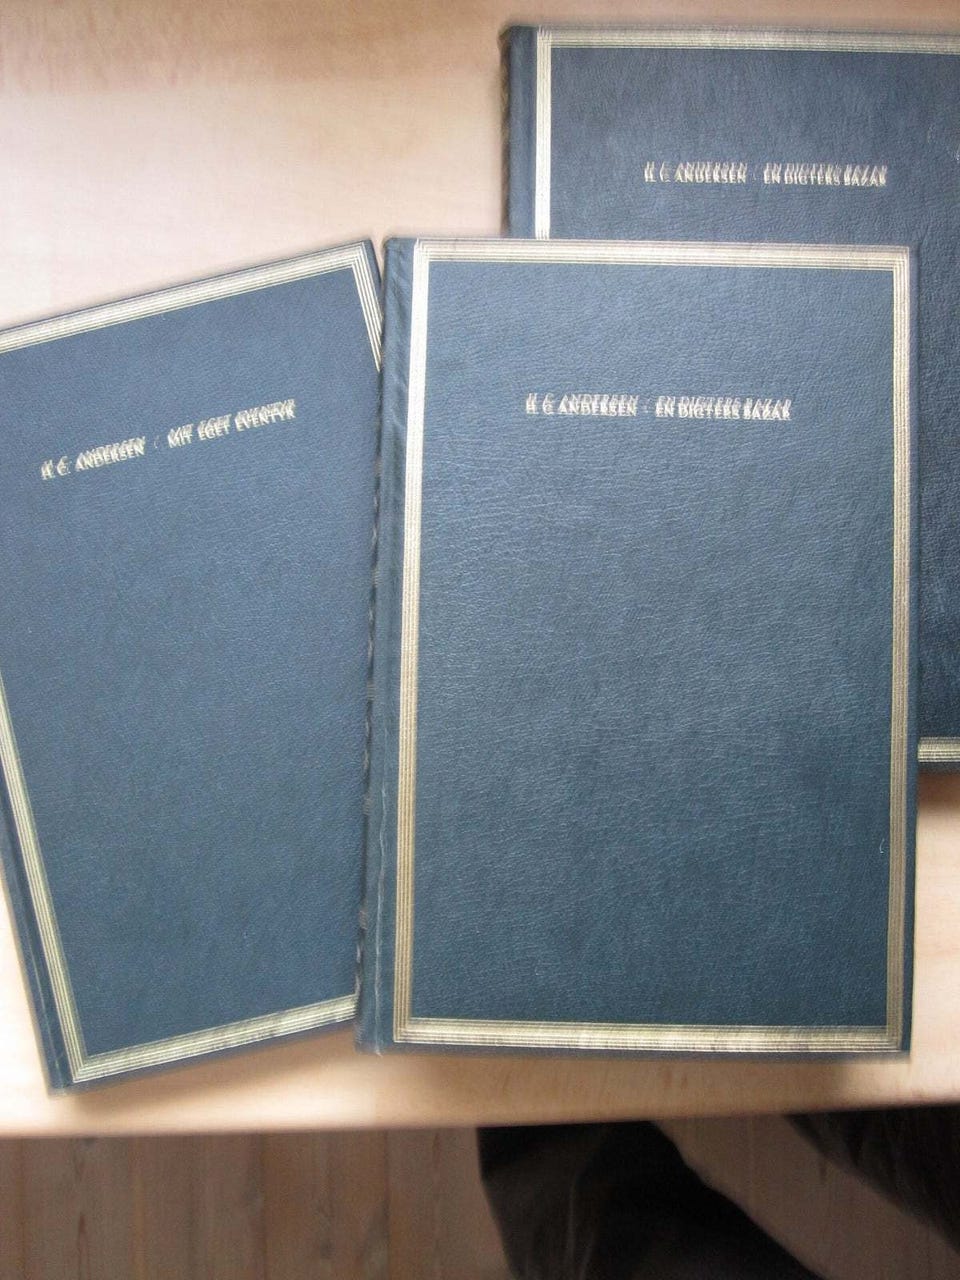 H. C. ANDERSEN : EN DIGTERS BAZAR
H. C. ANDERSEN : MIT EGET EVENTYR
H. C. ANDERSEN : EN DIGTERS BAZAR